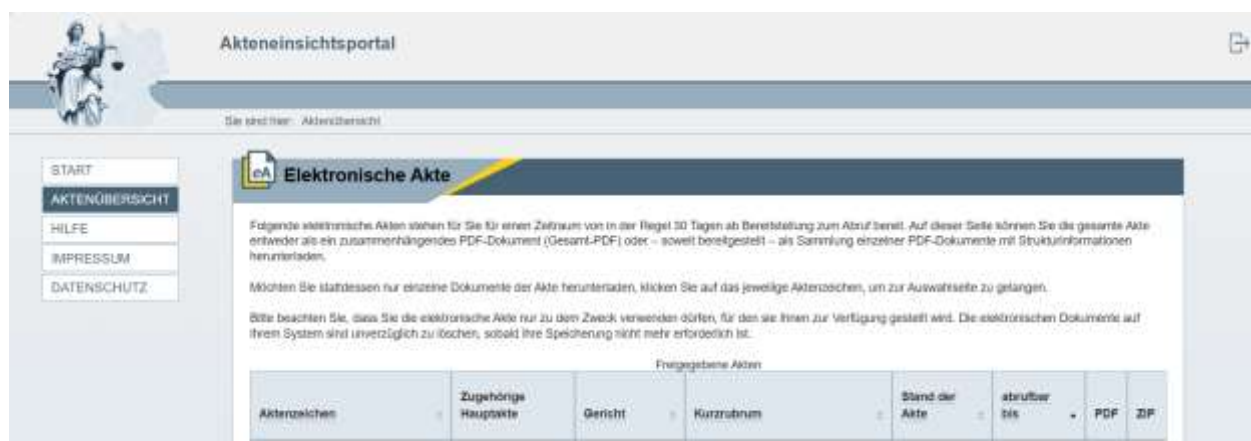 Akteneinsichtsportal
Sie sind hier: Aktenübersicht
START
AKTENÜBERSICHT
HILFE
IMPRESSUM
DATENSCHUTZ
eA Elektronische Akte
Folgende elektronische Akten stehen für Sie für einen Zeitraum von in der Regel 30 Tagen ab Bereitstellung zum Abruf bereit. Auf dieser Seite können Sie die gesamte Akte
entweder als ein zusammenhängendes PDF-Dokument (Gesamt-PDF) oder – soweit bereitgestellt – als Sammlung einzelner PDF-Dokumente mit Strukturinformationen
herunterladen.
Möchten Sie stattdessen nur einzelne Dokumente der Akte herunterladen, klicken Sie auf das jeweilige Aktenzeichen, um zur Auswahlseite zu gelangen.
Bitte beachten Sie, dass Sie die elektronische Akte nur zu dem Zweck verwenden dürfen, für den sie Ihnen zur Verfügung gestellt wird. Die elektronischen Dokumente auf
Ihrem System sind unverzüglich zu löschen, sobald ihre Speicherung nicht mehr erforderlich ist.
Freigegebene Akten
Aktenzeichen Zugehörige Hauptakte Gericht Kurzrubrum Stand der Akte abrufbar bis PDF ZIP